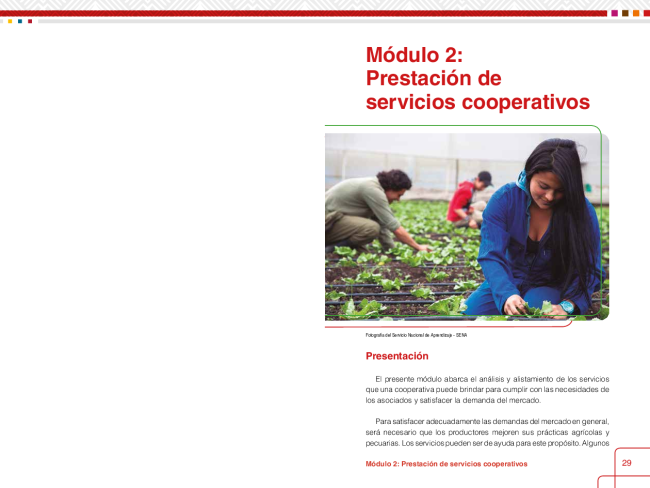 Módulo 2:
Prestación de
servicios cooperativos
Fotografía del Servicio Nacional de Aprendizaje - SENA
Presentación
El presente módulo abarca el análisis y alistamiento de los servicios
que una cooperativa puede brindar para cumplir con las necesidades de
los asociados y satisfacer la demanda del mercado.
Para satisfacer adecuadamente las demandas del mercado en general,
será necesario que los productores mejoren sus prácticas agrícolas y
pecuarias. Los servicios pueden ser de ayuda para este propósito. Algunos
Módulo 2: Prestación de servicios cooperativos
29